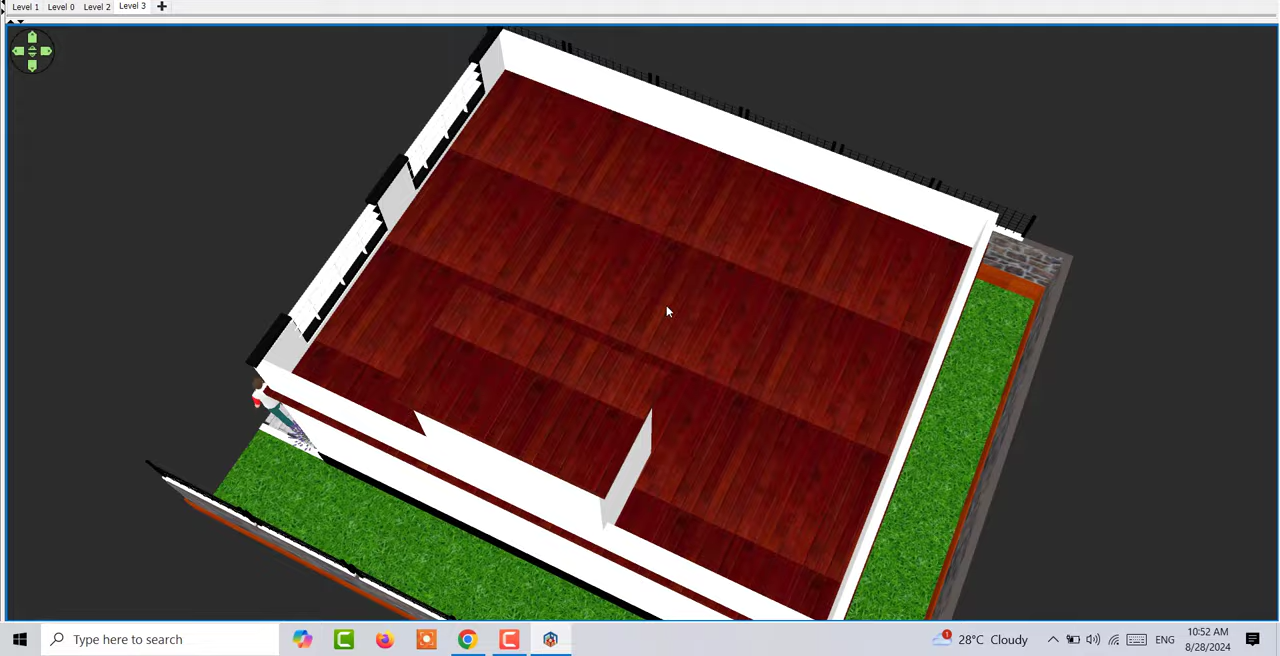 Level 1 Level 0 Level 2 Level 3
Type here to search
28°C Cloudy
ENG
10:52 AM
8/28/2024